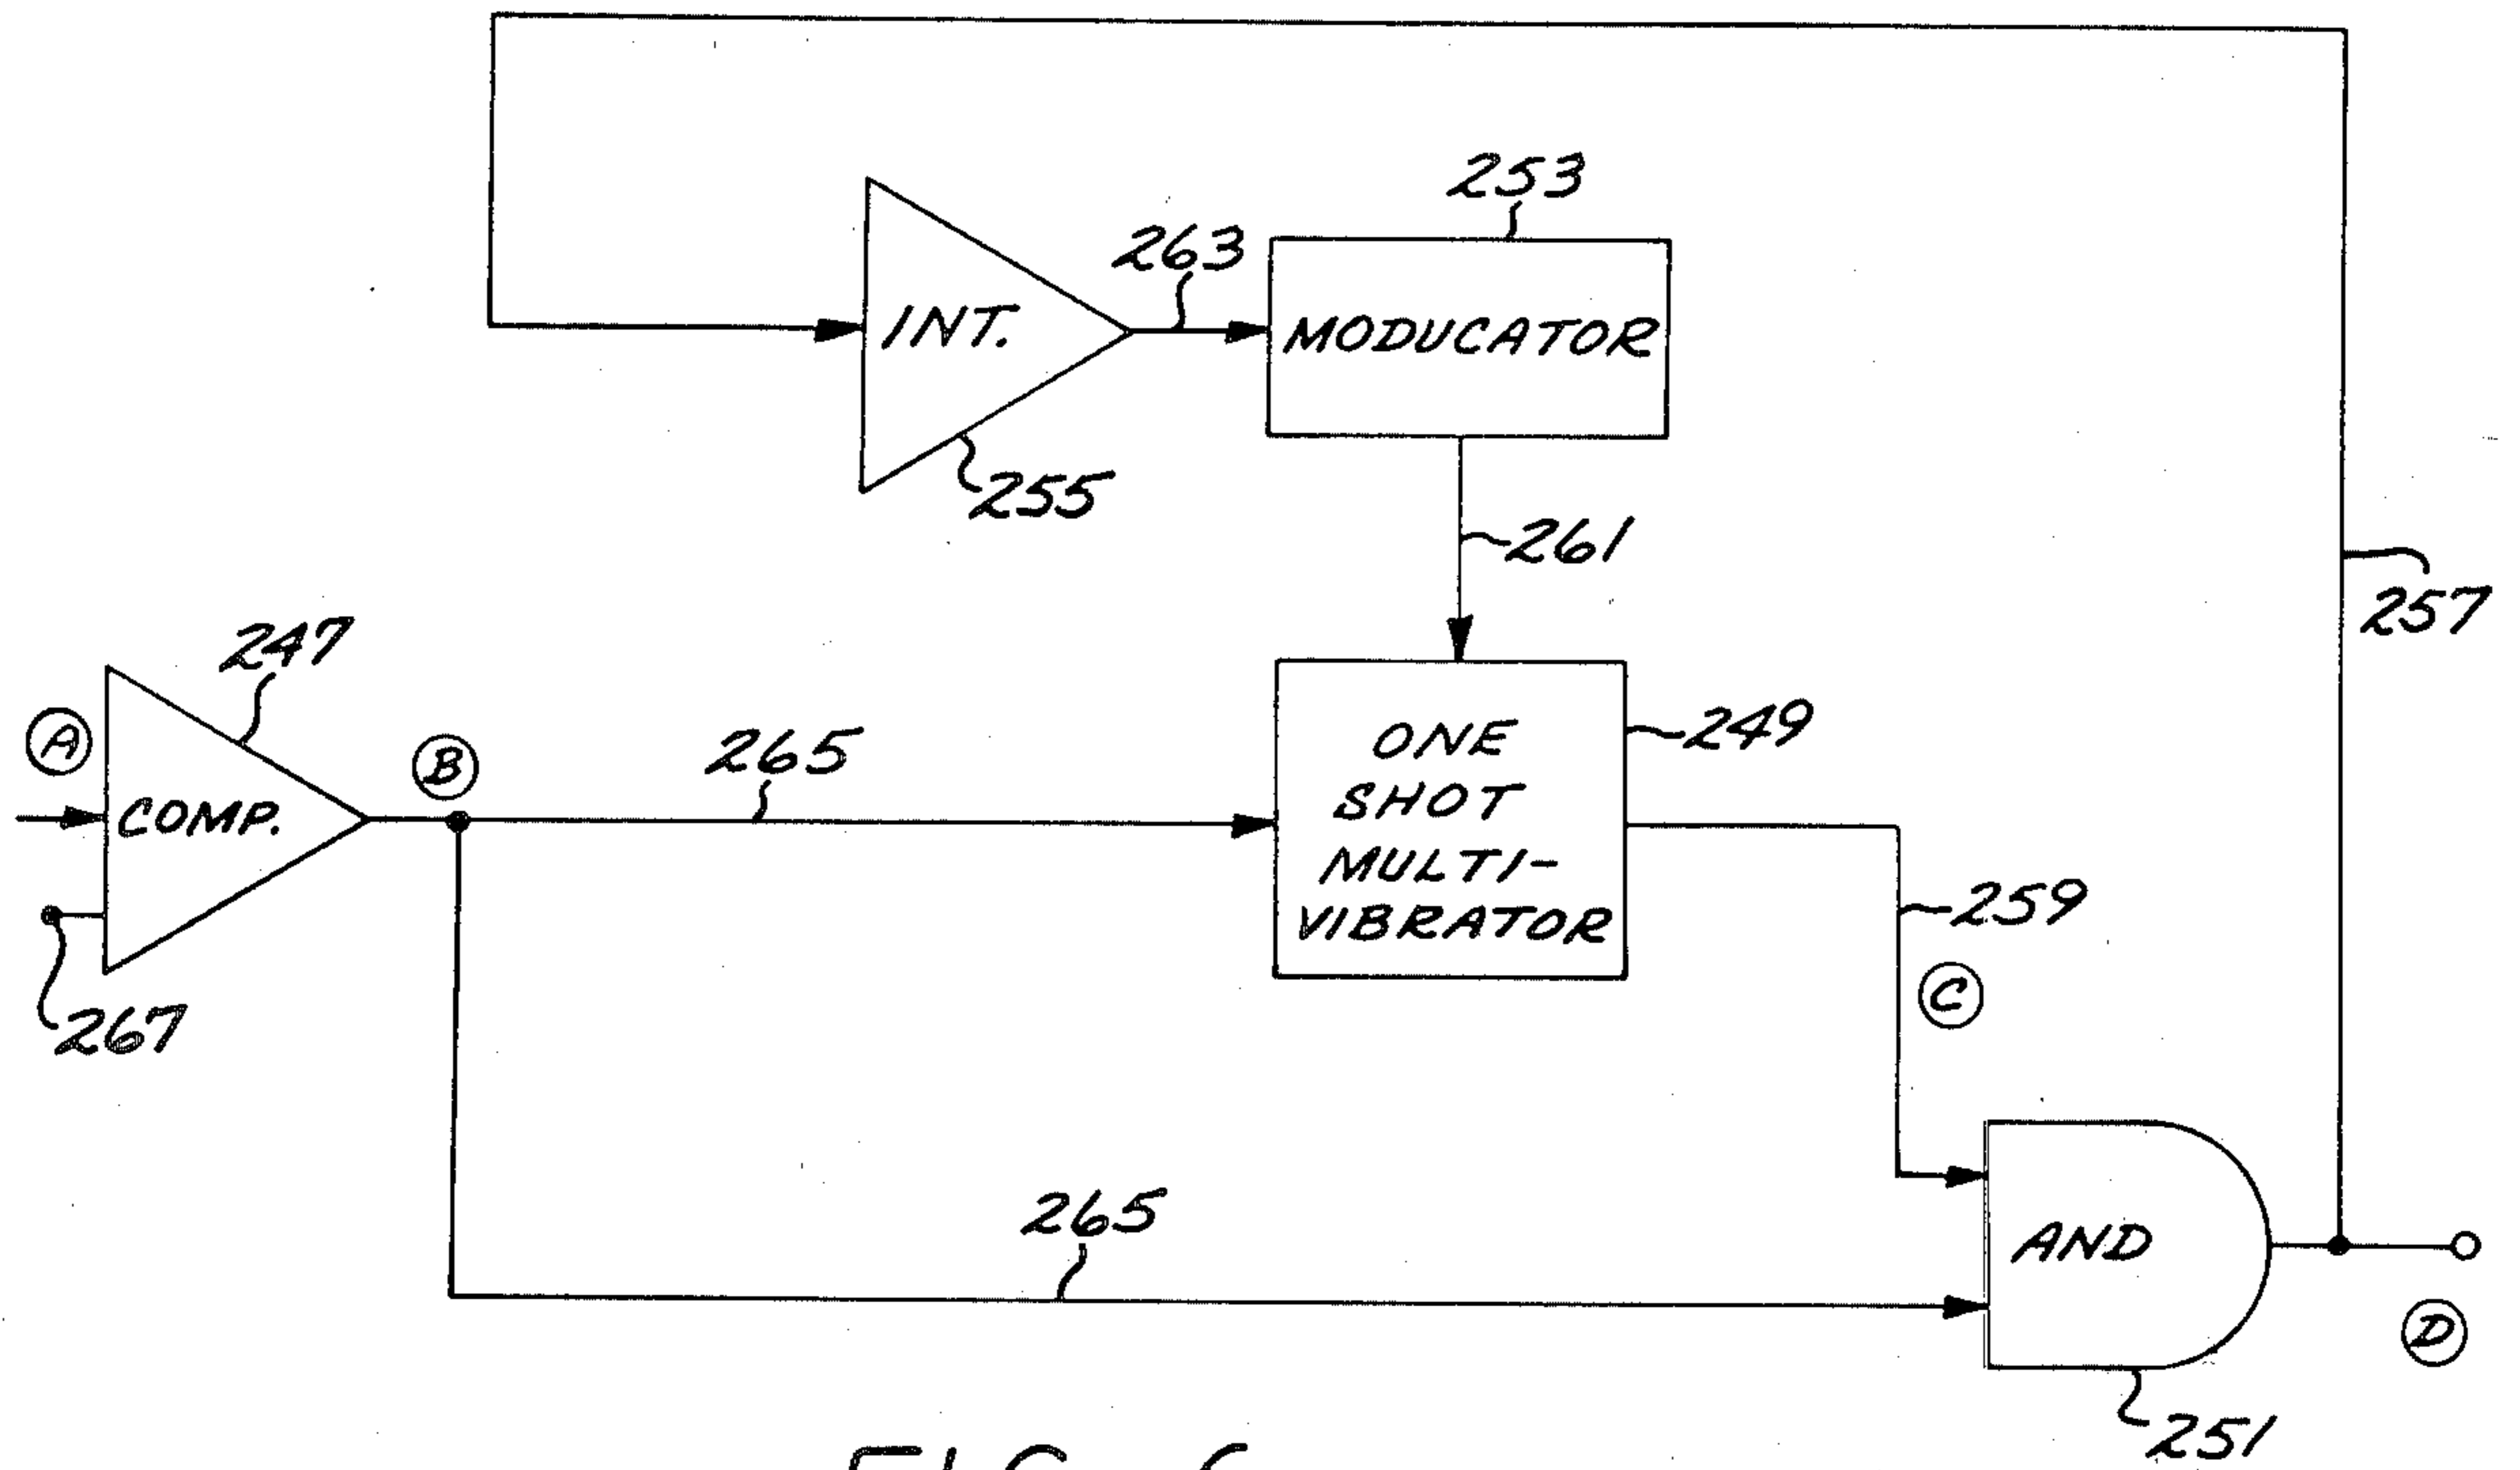 253
263
INT.
MODUCATOR
255
261
257
247
A
B
265
249
ONE
SHOT
MULTI-
VIBRATOR
COMP.
259
C
267
265
AND
D
251